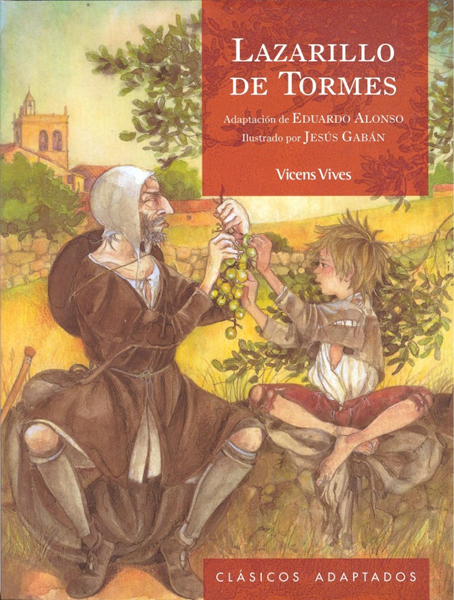 LAZARILLO
DE TORMES
Adaptación de EDUARDO ALONSO
Ilustrado por JESÚS GABÁN
Vicens Vives
CLÁSICOS ADAPTADOS